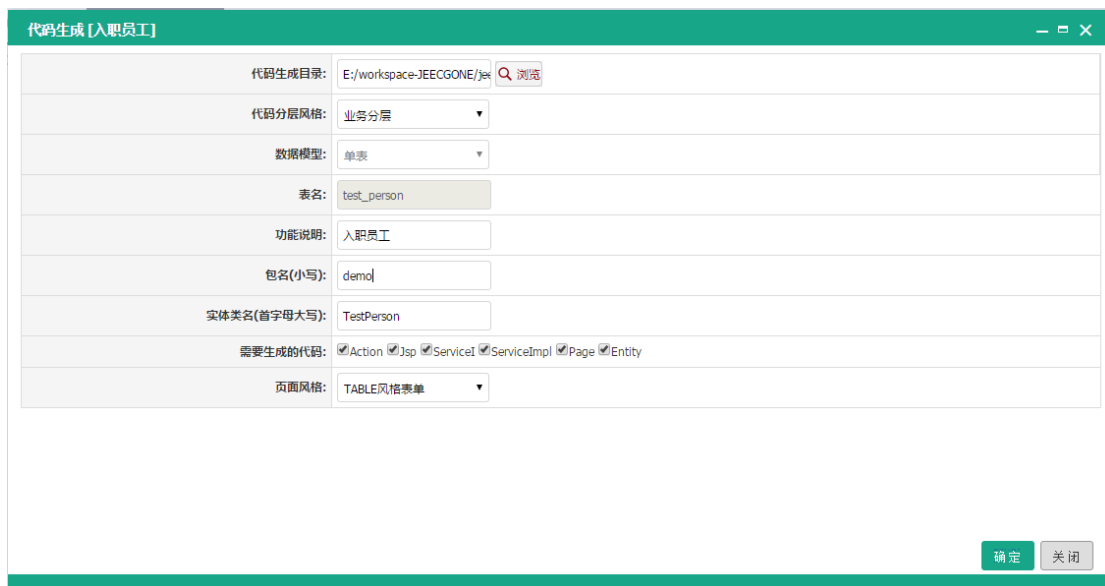 代码生成 [入职员工]
代码生成目录: E:/workspace-JEECGONE/jee 浏览
代码分层风格: 业务分层
数据模型: 单表
表名: test_person
功能说明: 入职员工
包名(小写): demo
实体类名(首字母大写): TestPerson
需要生成的代码: Action Jsp ServiceI ServiceImpl Page Entity
页面风格: TABLE风格表单
确定 关闭